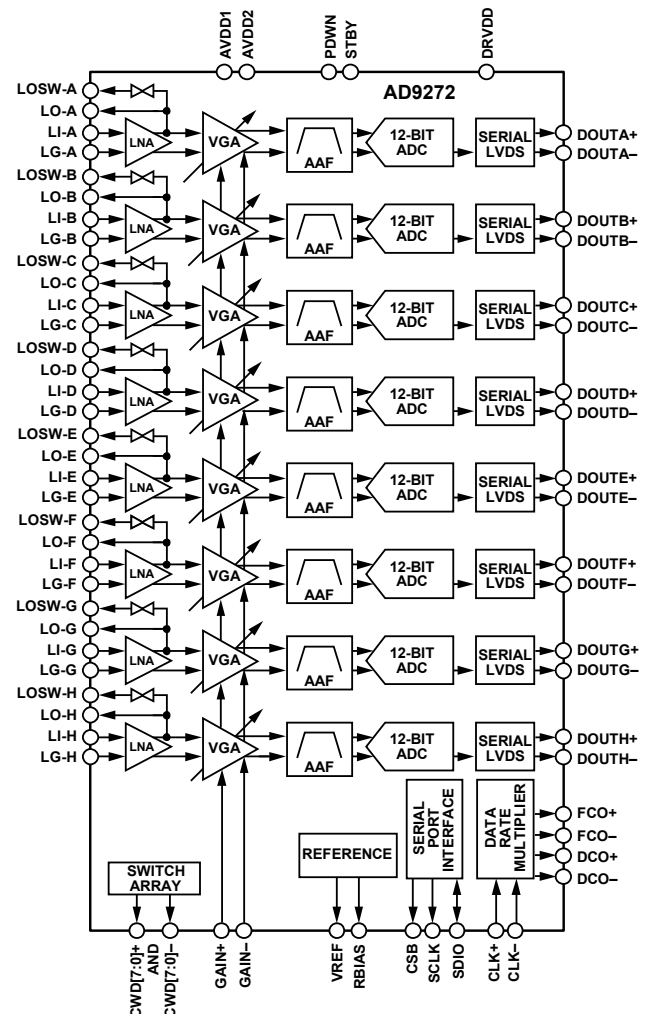 AVDD1
AVDD2
PDWN
STBY
DRVDD
AD9272
LOSW-A
LO-A
LI-A
LG-A
LNA
VGA
AAF
12-BIT
ADC
SERIAL
LVDS
DOUTA+
DOUTA–
LOSW-B
LO-B
LI-B
LG-B
LNA
VGA
AAF
12-BIT
ADC
SERIAL
LVDS
DOUTB+
DOUTB–
LOSW-C
LO-C
LI-C
LG-C
LNA
VGA
AAF
12-BIT
ADC
SERIAL
LVDS
DOUTC+
DOUTC–
LOSW-D
LO-D
LI-D
LG-D
LNA
VGA
AAF
12-BIT
ADC
SERIAL
LVDS
DOUTD+
DOUTD–
LOSW-E
LO-E
LI-E
LG-E
LNA
VGA
AAF
12-BIT
ADC
SERIAL
LVDS
DOUTE+
DOUTE–
LOSW-F
LO-F
LI-F
LG-F
LNA
VGA
AAF
12-BIT
ADC
SERIAL
LVDS
DOUTF+
DOUTF–
LOSW-G
LO-G
LI-G
LG-G
LNA
VGA
AAF
12-BIT
ADC
SERIAL
LVDS
DOUTG+
DOUTG–
LOSW-H
LO-H
LI-H
LG-H
LNA
VGA
AAF
12-BIT
ADC
SERIAL
LVDS
DOUTH+
DOUTH–
SWITCH
ARRAY
REFERENCE
SERIAL
PORT
INTERFACE
DATA
RATE
MULTIPLIER
FCO+
FCO–
DCO+
DCO–
CWD[7:0]+
AND
CWD[7:0]–
GAIN+
GAIN–
VREF
RBIAS
CSB
SCLK
SDIO
CLK+
CLK–